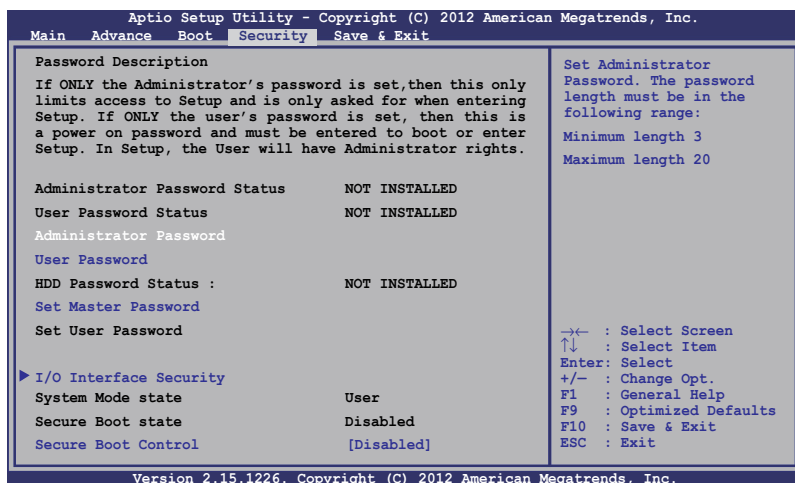 Aptio Setup Utility - Copyright (C) 2012 American Megatrends, Inc.
Main Advance Boot Security Save & Exit
Password Description
If ONLY the Administrator's password is set,then this only
limits access to Setup and is only asked for when entering
Setup. If ONLY the user's password is set, then this is
a power on password and must be entered to boot or enter
Setup. In Setup, the User will have Administrator rights.
Administrator Password Status NOT INSTALLED
User Password Status NOT INSTALLED
Administrator Password
User Password
HDD Password Status : NOT INSTALLED
Set Master Password
Set User Password
I/O Interface Security
System Mode state User
Secure Boot state Disabled
Secure Boot Control [Disabled]
Set Administrator
Password. The password
length must be in the
following range:
Minimum length 3
Maximum length 20
→← : Select Screen
↑↓ : Select Item
Enter: Select
+/— : Change Opt.
F1 : General Help
F9 : Optimized Defaults
F10 : Save & Exit
ESC : Exit
Version 2.15.1226. Copyright (C) 2012 American Megatrends, Inc.